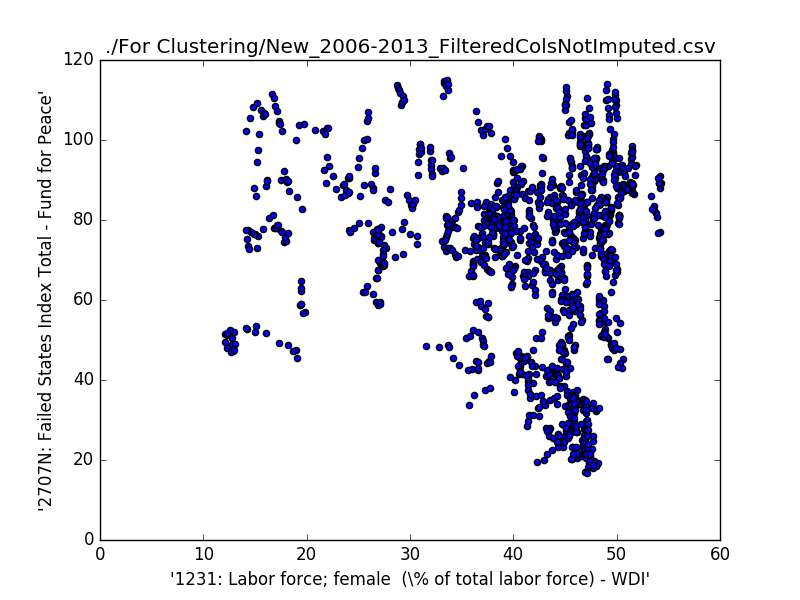 ./For Clustering/New_2006-2013_FilteredColsNotImputed.csv
120
100
80
60
40
20
0
'2707N: Failed States Index Total - Fund for Peace'
0 10 20 30 40 50 60
'1231: Labor force; female  (\% of total labor force) - WDI'